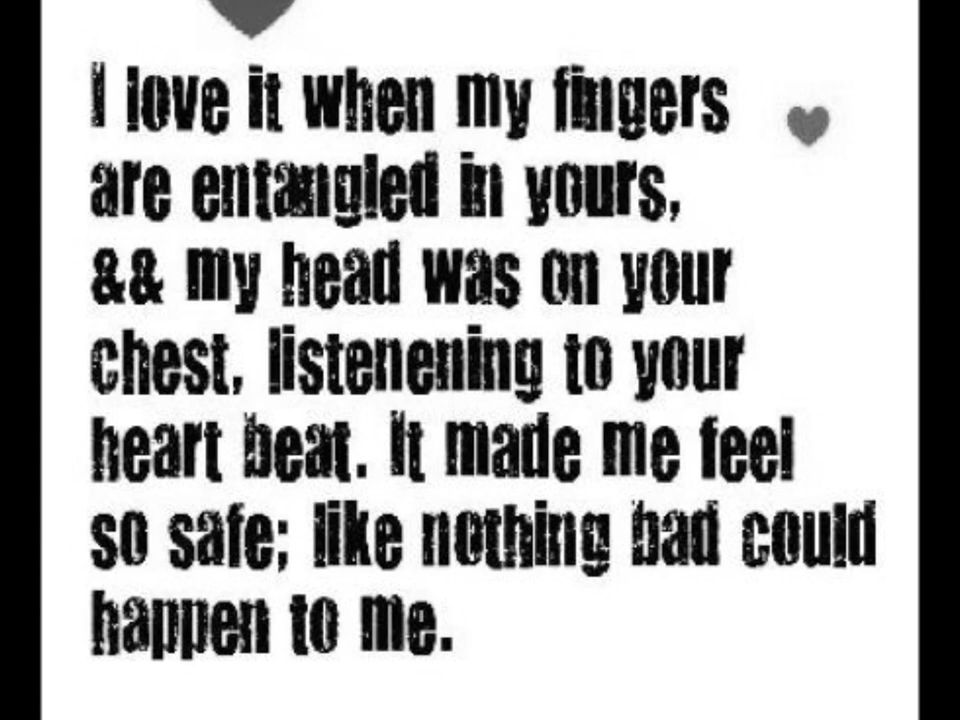 I love it when my fingers
are entangled in yours,
&& my head was on your
chest, listenening to your
heart beat. It made me feel
so safe; like nothing bad could
happen to me.